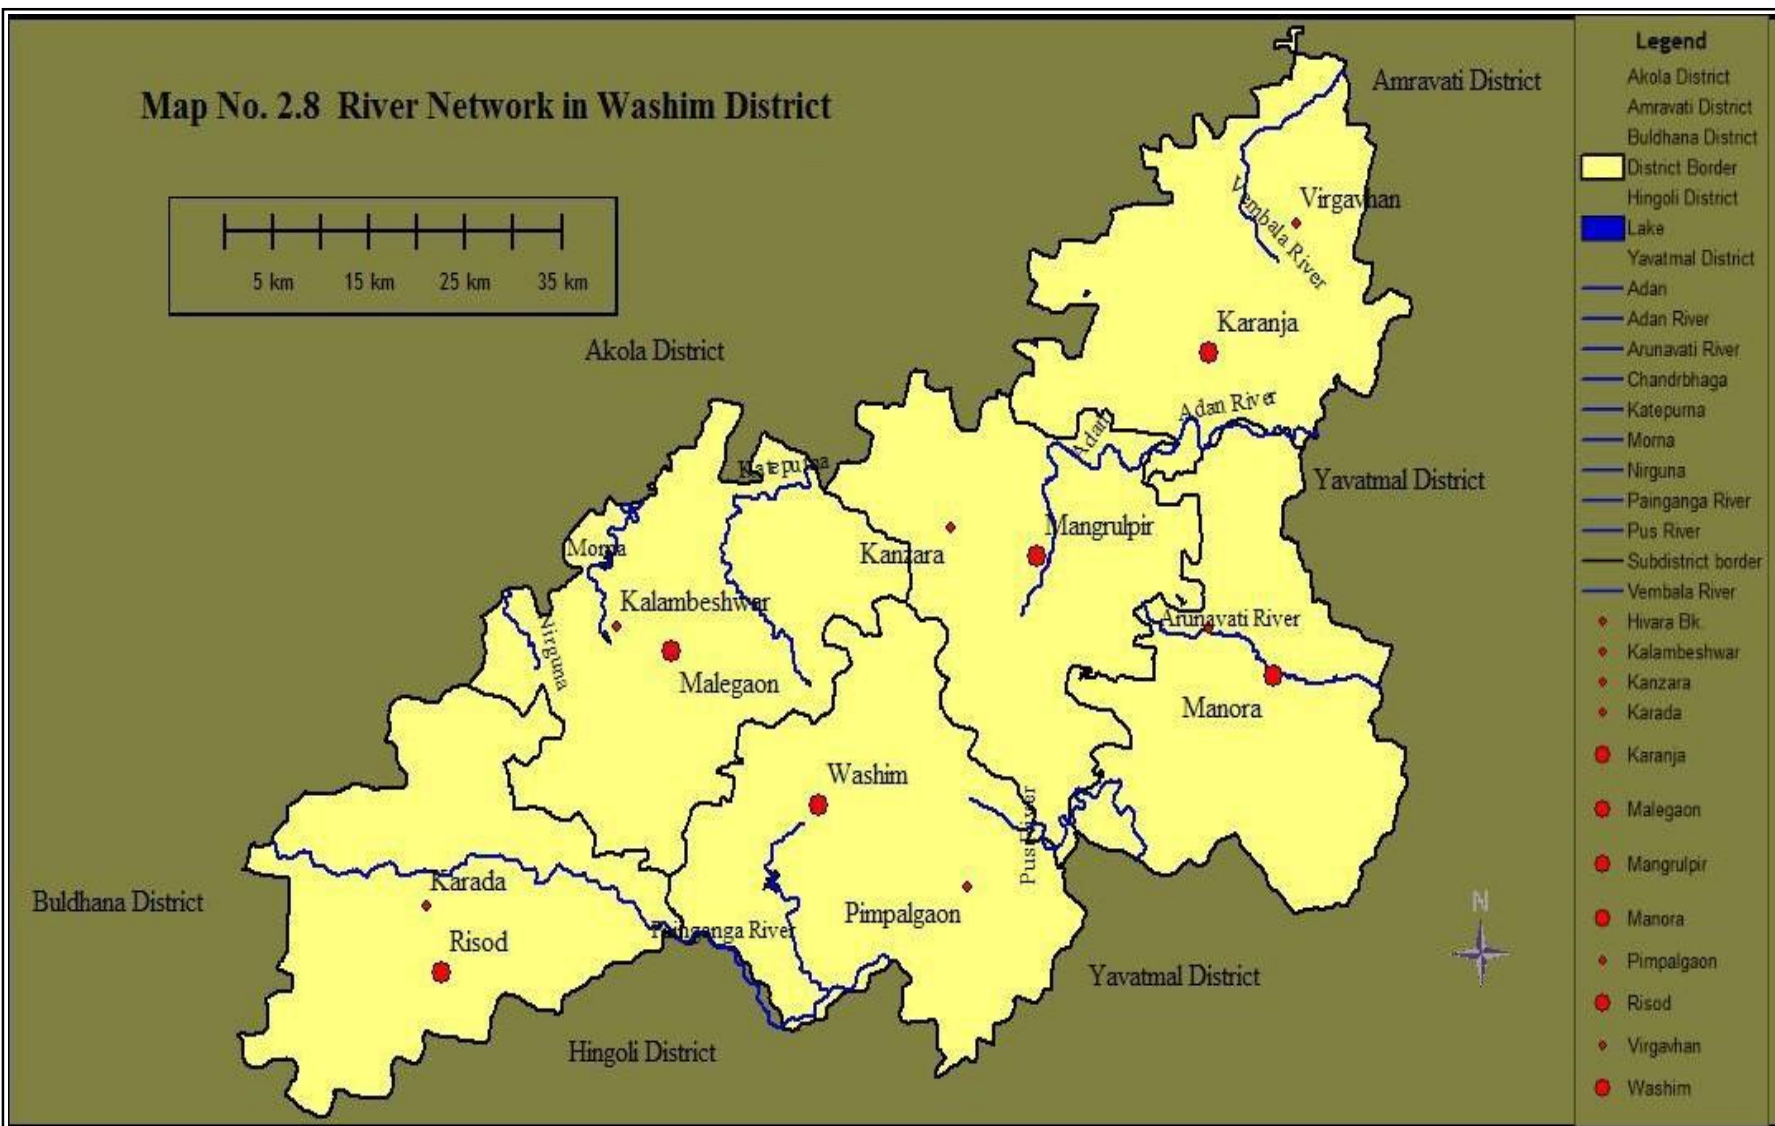 Map No. 2.8 River Network in Washim District
5 km 15 km 25 km 35 km
Amravati District
Virgavhan
Vembala River
Karanja
Akola District
Adan River
Adan
Katepurna
Yavatmal District
Mangrulpir
Kanzara
Morna
Kalambeshwar
Nirguna
Arunavati River
Malegaon
Manora
Washim
Pus River
Karada
Buldhana District
Pimpalgaon
Painganga River
Risod
Yavatmal District
Hingoli District
N
Legend
Akola District
Amravati District
Buldhana District
District Border
Hingoli District
Lake
Yavatmal District
Adan
Adan River
Arunavati River
Chandrbhaga
Katepurna
Morna
Nirguna
Painganga River
Pus River
Subdistrict border
Vembala River
Hivara Bk.
Kalambeshwar
Kanzara
Karada
Karanja
Malegaon
Mangrulpir
Manora
Pimpalgaon
Risod
Virgavhan
Washim